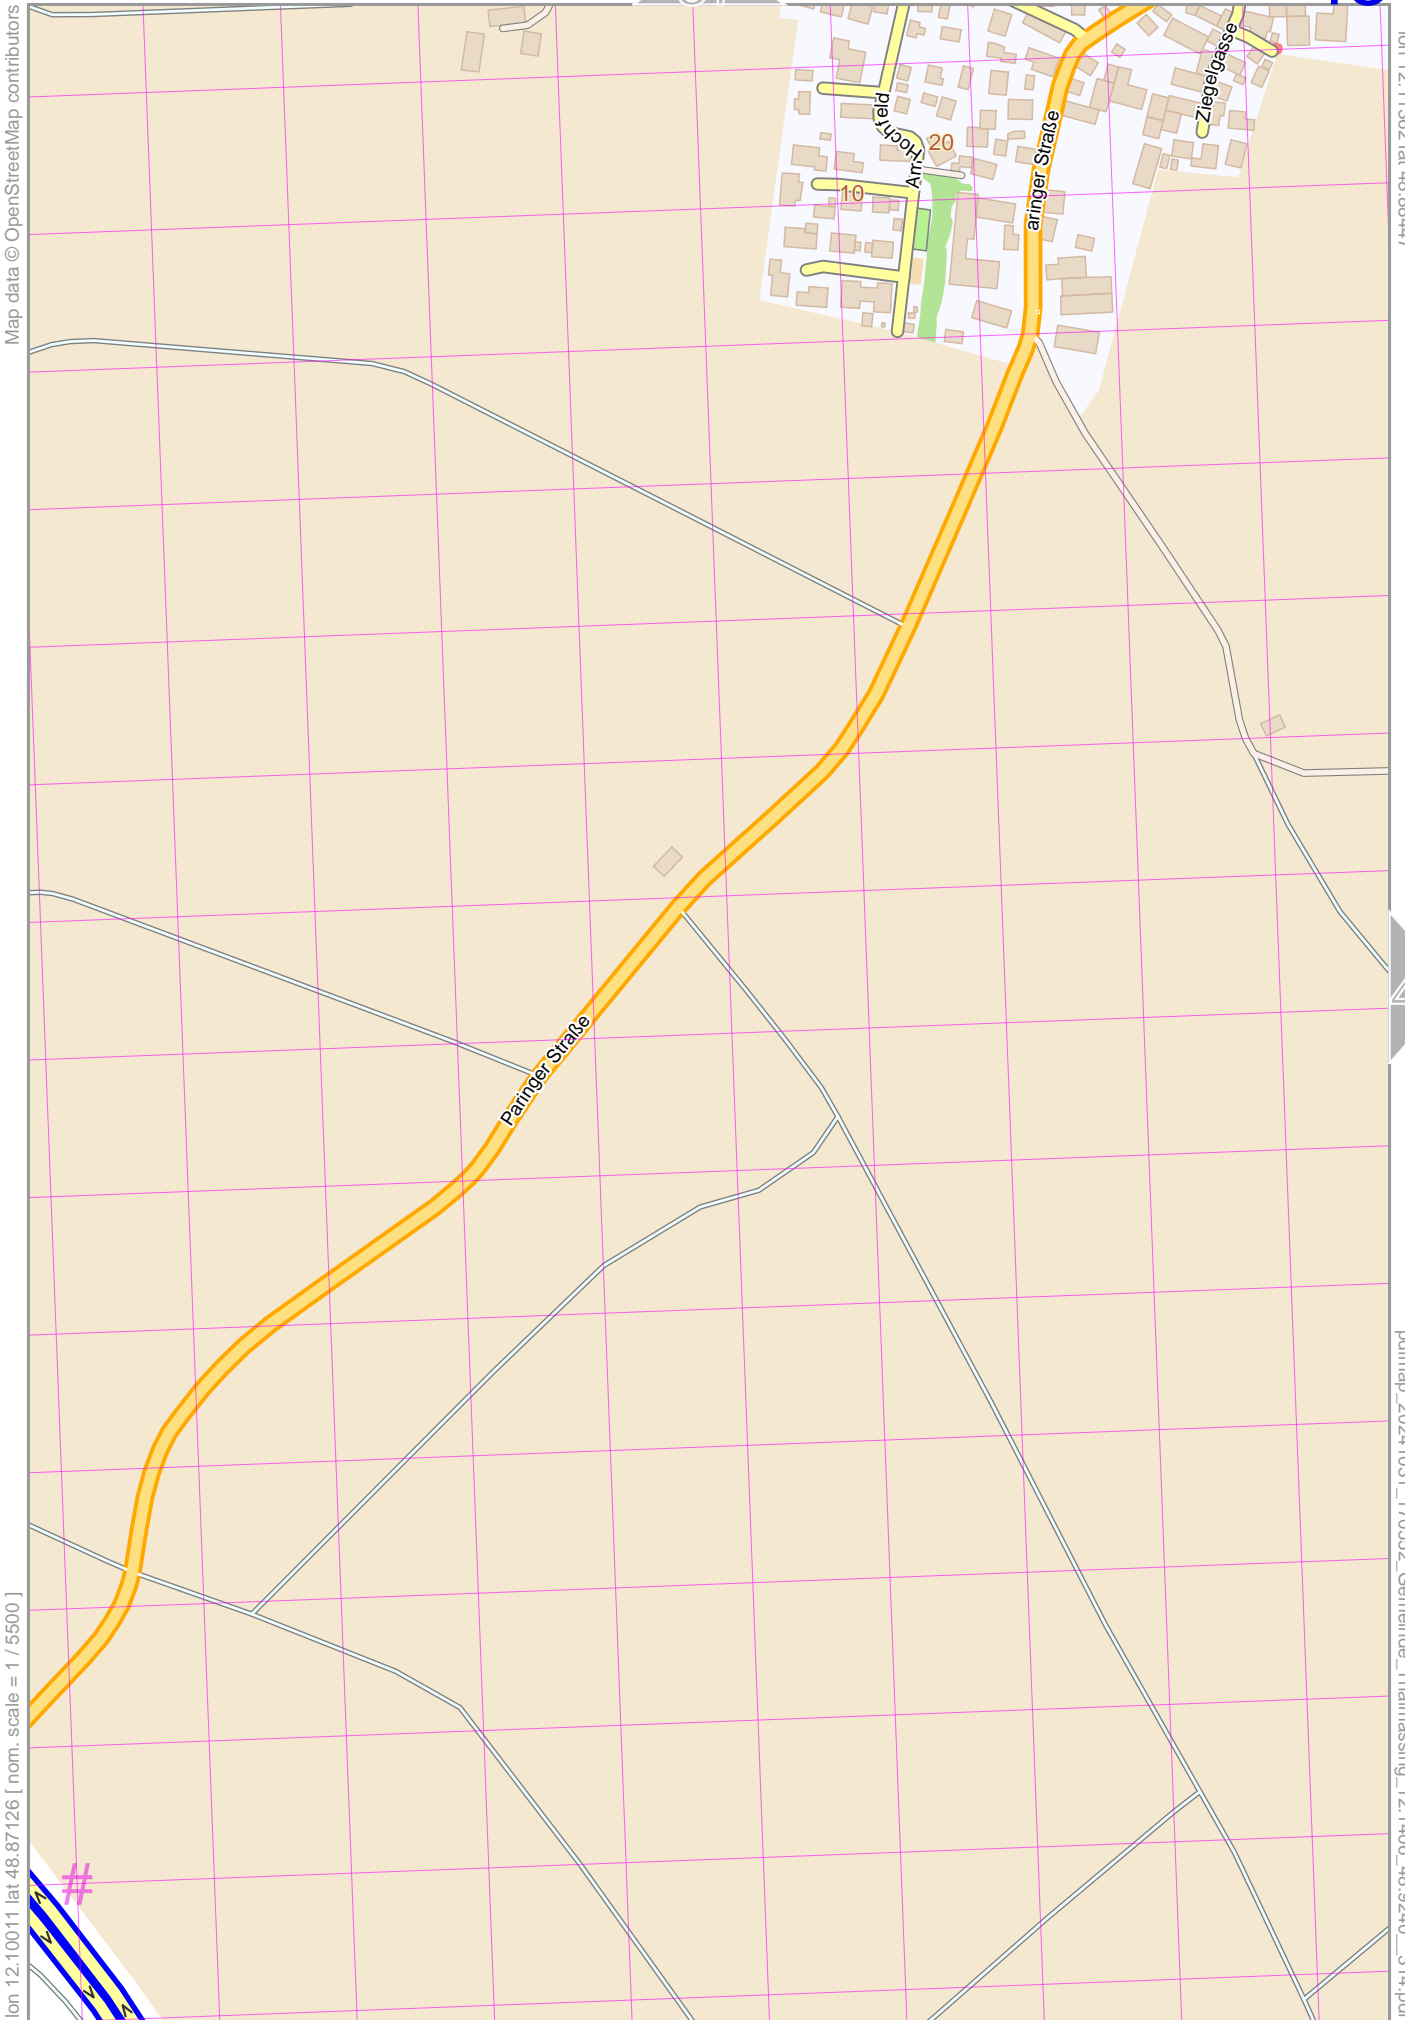 Map data © OpenStreetMap contributors
Ziegelgasse
Am Hochfeld
20
aringer Straße
10
Paringer Straße
lon 12.10011 lat 48.87126 [ nom. scale = 1 / 5500 ]
#